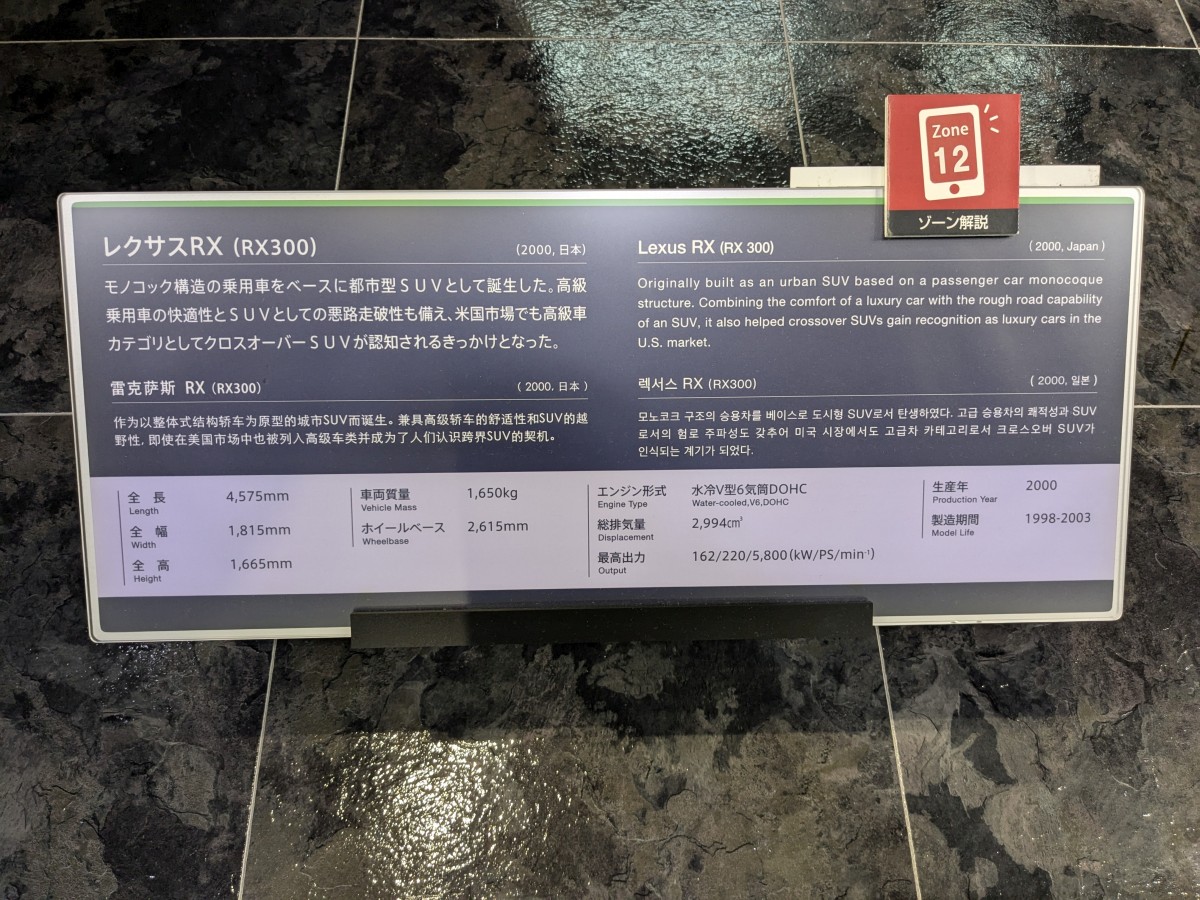 Zone
12
ゾーン解説
レクサスRX (RX300) (2000, 日本)
モノコック構造の乗用車をベースに都市型ＳＵＶとして誕生した。高級
乗用車の快適性とＳＵＶとしての悪路走破性も備え、米国市場でも高級車
カテゴリとしてクロスオーバーＳＵＶが認知されるきっかけとなった。
Lexus RX (RX 300) (2000, Japan)
Originally built as an urban SUV based on a passenger car monocoque
structure. Combining the comfort of a luxury car with the rough road capability
of an SUV, it also helped crossover SUVs gain recognition as luxury cars in the
U.S. market.
雷克萨斯 RX (RX300) (2000. 日本)
作为以整体式结构轿车为原型的城市SUV而诞生。兼具高级轿车的舒适性和SUV的越
野性, 即使在美国市场中也被列入高级车类并成为了人们认识跨界SUV的契机。
렉서스 RX (RX300) (2000, 일본)
모노코크 구조의 승용차를 베이스로 도시형 SUV로서 탄생하였다. 고급 승용차의 쾌적성과 SUV
로서의 험로 주파성도 갖추어 미국 시장에서도 고급차 카테고리로서 크로스오버 SUV가
인식되는 계기가 되었다.
全 長 4,575mm
Length
全 幅 1,815mm
Width
全 高 1,665mm
Height
車両質量 1,650kg
Vehicle Mass
ホイールベース 2,615mm
Wheelbase
エンジン形式 水冷V型6気筒DOHC
Engine Type Water-cooled,V6,DOHC
総排気量 2,994㎤
Displacement
最高出力 162/220/5,800(kW/PS/min⁻¹)
Output
生産年 2000
Production Year
製造期間 1998-2003
Model Life